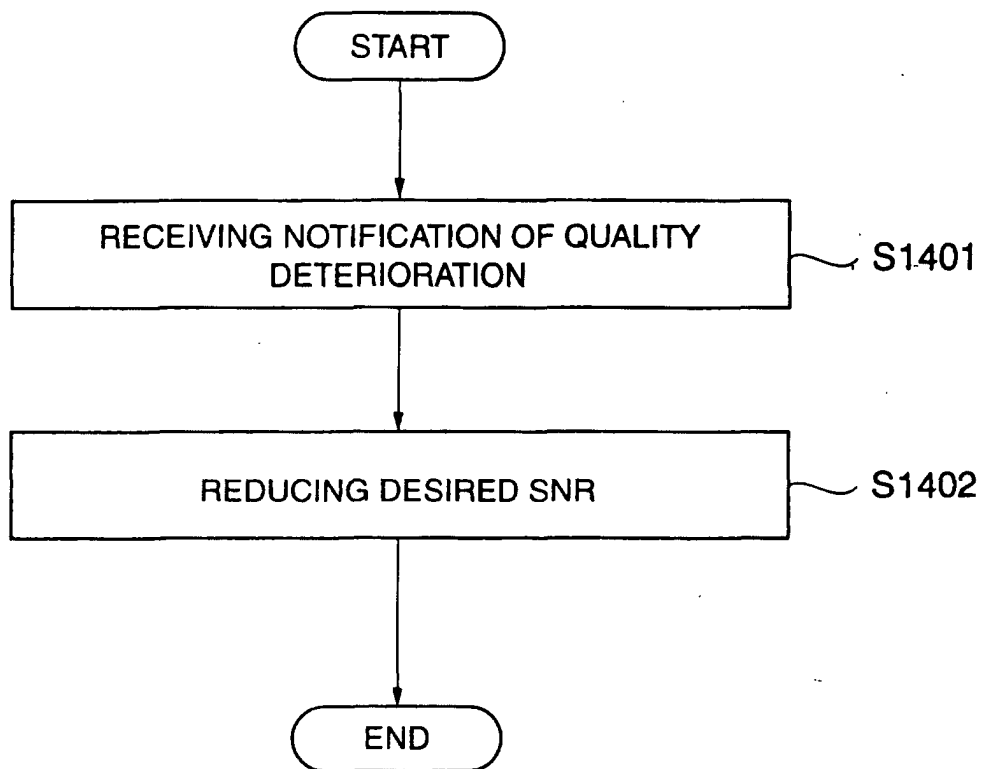 START
RECEIVING NOTIFICATION OF QUALITY
DETERIORATION
S1401
REDUCING DESIRED SNR
S1402
END